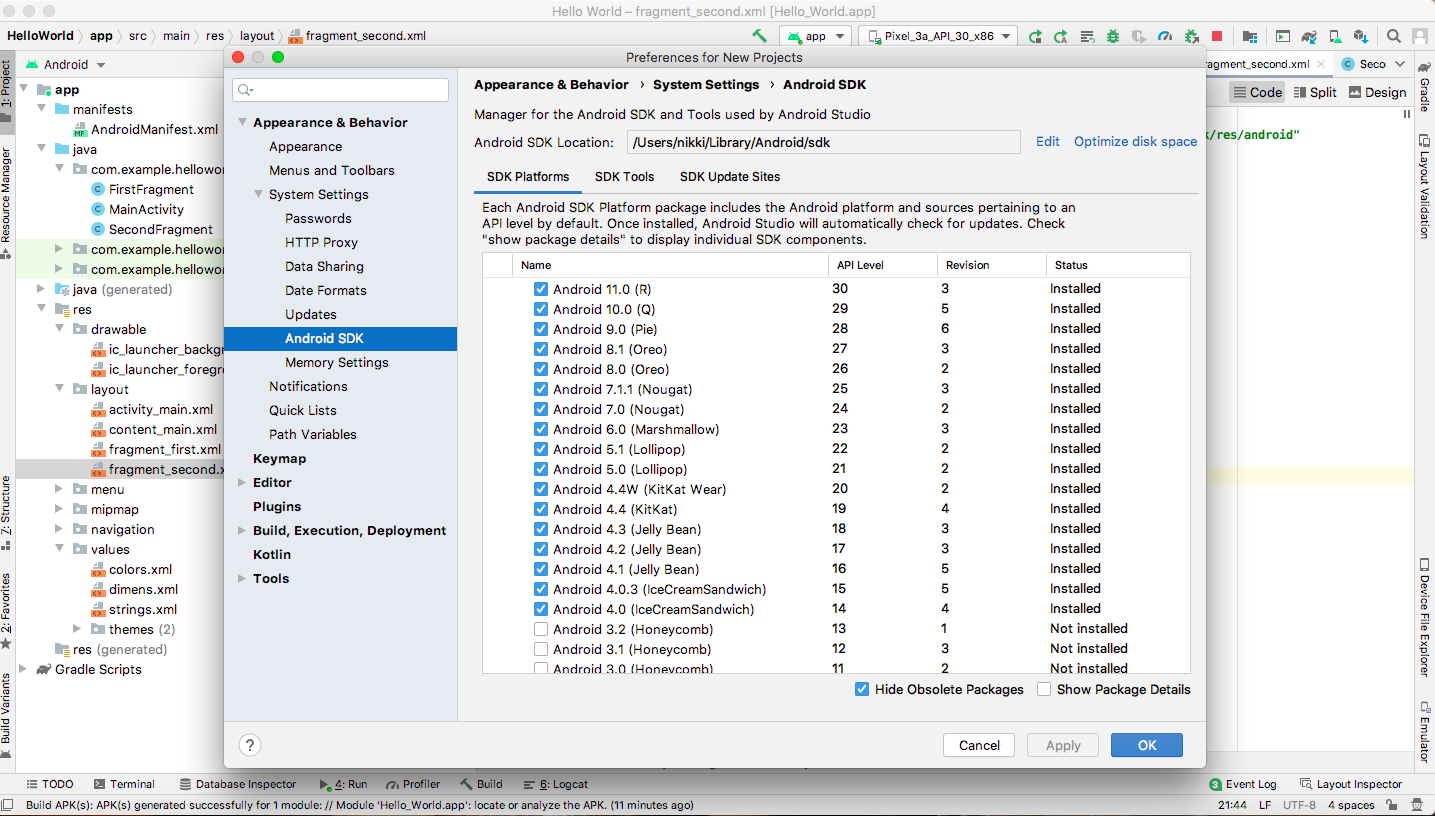 Hello World – fragment_second.xml [Hello_World.app]
HelloWorld app src main res layout fragment_second.xml
app Pixel_3a_API_30_x86
Android
fragment_second.xml Seco
Code Split Design
1: Project
Resource Manager
7: Structure
2: Favorites
Build Variants
app
manifests
AndroidManifest.xml
java
com.example.hellowor
FirstFragment
MainActivity
SecondFragment
com.example.hellowor
com.example.hellowor
java (generated)
res
drawable
ic_launcher_backgr
ic_launcher_foregr
layout
activity_main.xml
content_main.xml
fragment_first.xml
fragment_second.x
menu
mipmap
navigation
values
colors.xml
dimens.xml
strings.xml
themes (2)
res (generated)
Gradle Scripts
Preferences for New Projects
Appearance & Behavior
Appearance
Menus and Toolbars
System Settings
Passwords
HTTP Proxy
Data Sharing
Date Formats
Updates
Android SDK
Memory Settings
Notifications
Quick Lists
Path Variables
Keymap
Editor
Plugins
Build, Execution, Deployment
Kotlin
Tools
Appearance & Behavior › System Settings › Android SDK
Manager for the Android SDK and Tools used by Android Studio
Android SDK Location: /Users/nikki/Library/Android/sdk Edit Optimize disk space
SDK Platforms SDK Tools SDK Update Sites
Each Android SDK Platform package includes the Android platform and sources pertaining to an
API level by default. Once installed, Android Studio will automatically check for updates. Check
"show package details" to display individual SDK components.
Name API Level Revision Status
Android 11.0 (R) 30 3 Installed
Android 10.0 (Q) 29 5 Installed
Android 9.0 (Pie) 28 6 Installed
Android 8.1 (Oreo) 27 3 Installed
Android 8.0 (Oreo) 26 2 Installed
Android 7.1.1 (Nougat) 25 3 Installed
Android 7.0 (Nougat) 24 2 Installed
Android 6.0 (Marshmallow) 23 3 Installed
Android 5.1 (Lollipop) 22 2 Installed
Android 5.0 (Lollipop) 21 2 Installed
Android 4.4W (KitKat Wear) 20 2 Installed
Android 4.4 (KitKat) 19 4 Installed
Android 4.3 (Jelly Bean) 18 3 Installed
Android 4.2 (Jelly Bean) 17 3 Installed
Android 4.1 (Jelly Bean) 16 5 Installed
Android 4.0.3 (IceCreamSandwich) 15 5 Installed
Android 4.0 (IceCreamSandwich) 14 4 Installed
Android 3.2 (Honeycomb) 13 1 Not installed
Android 3.1 (Honeycomb) 12 3 Not installed
Android 3.0 (Honeycomb) 11 2 Not installed
Hide Obsolete Packages Show Package Details
? Cancel Apply OK
k/res/android"
Gradle
Layout Validation
Device File Explorer
Emulator
TODO Terminal Database Inspector 4: Run Profiler Build 6: Logcat 3 Event Log Layout Inspector
Build APK(s): APK(s) generated successfully for 1 module: // Module 'Hello_World.app': locate or analyze the APK. (11 minutes ago) 21:44 LF UTF-8 4 spaces